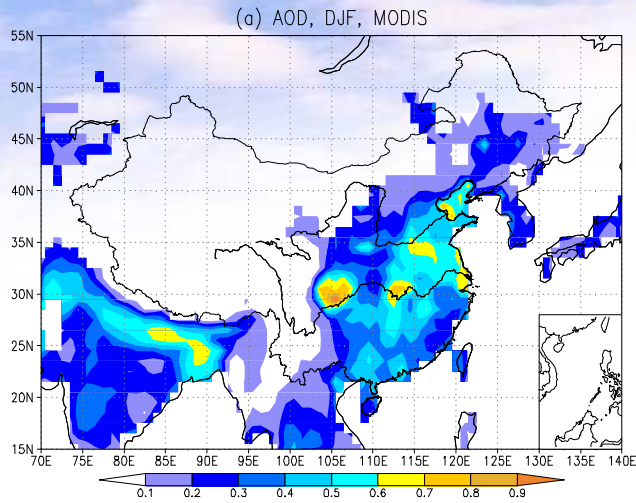 (a) AOD, DJF, MODIS
55N
50N
45N
40N
35N
30N
25N
20N
15N
70E 75E 80E 85E 90E 95E 100E 105E 110E 115E 120E 125E 130E 135E 140E
0.1 0.2 0.3 0.4 0.5 0.6 0.7 0.8 0.9